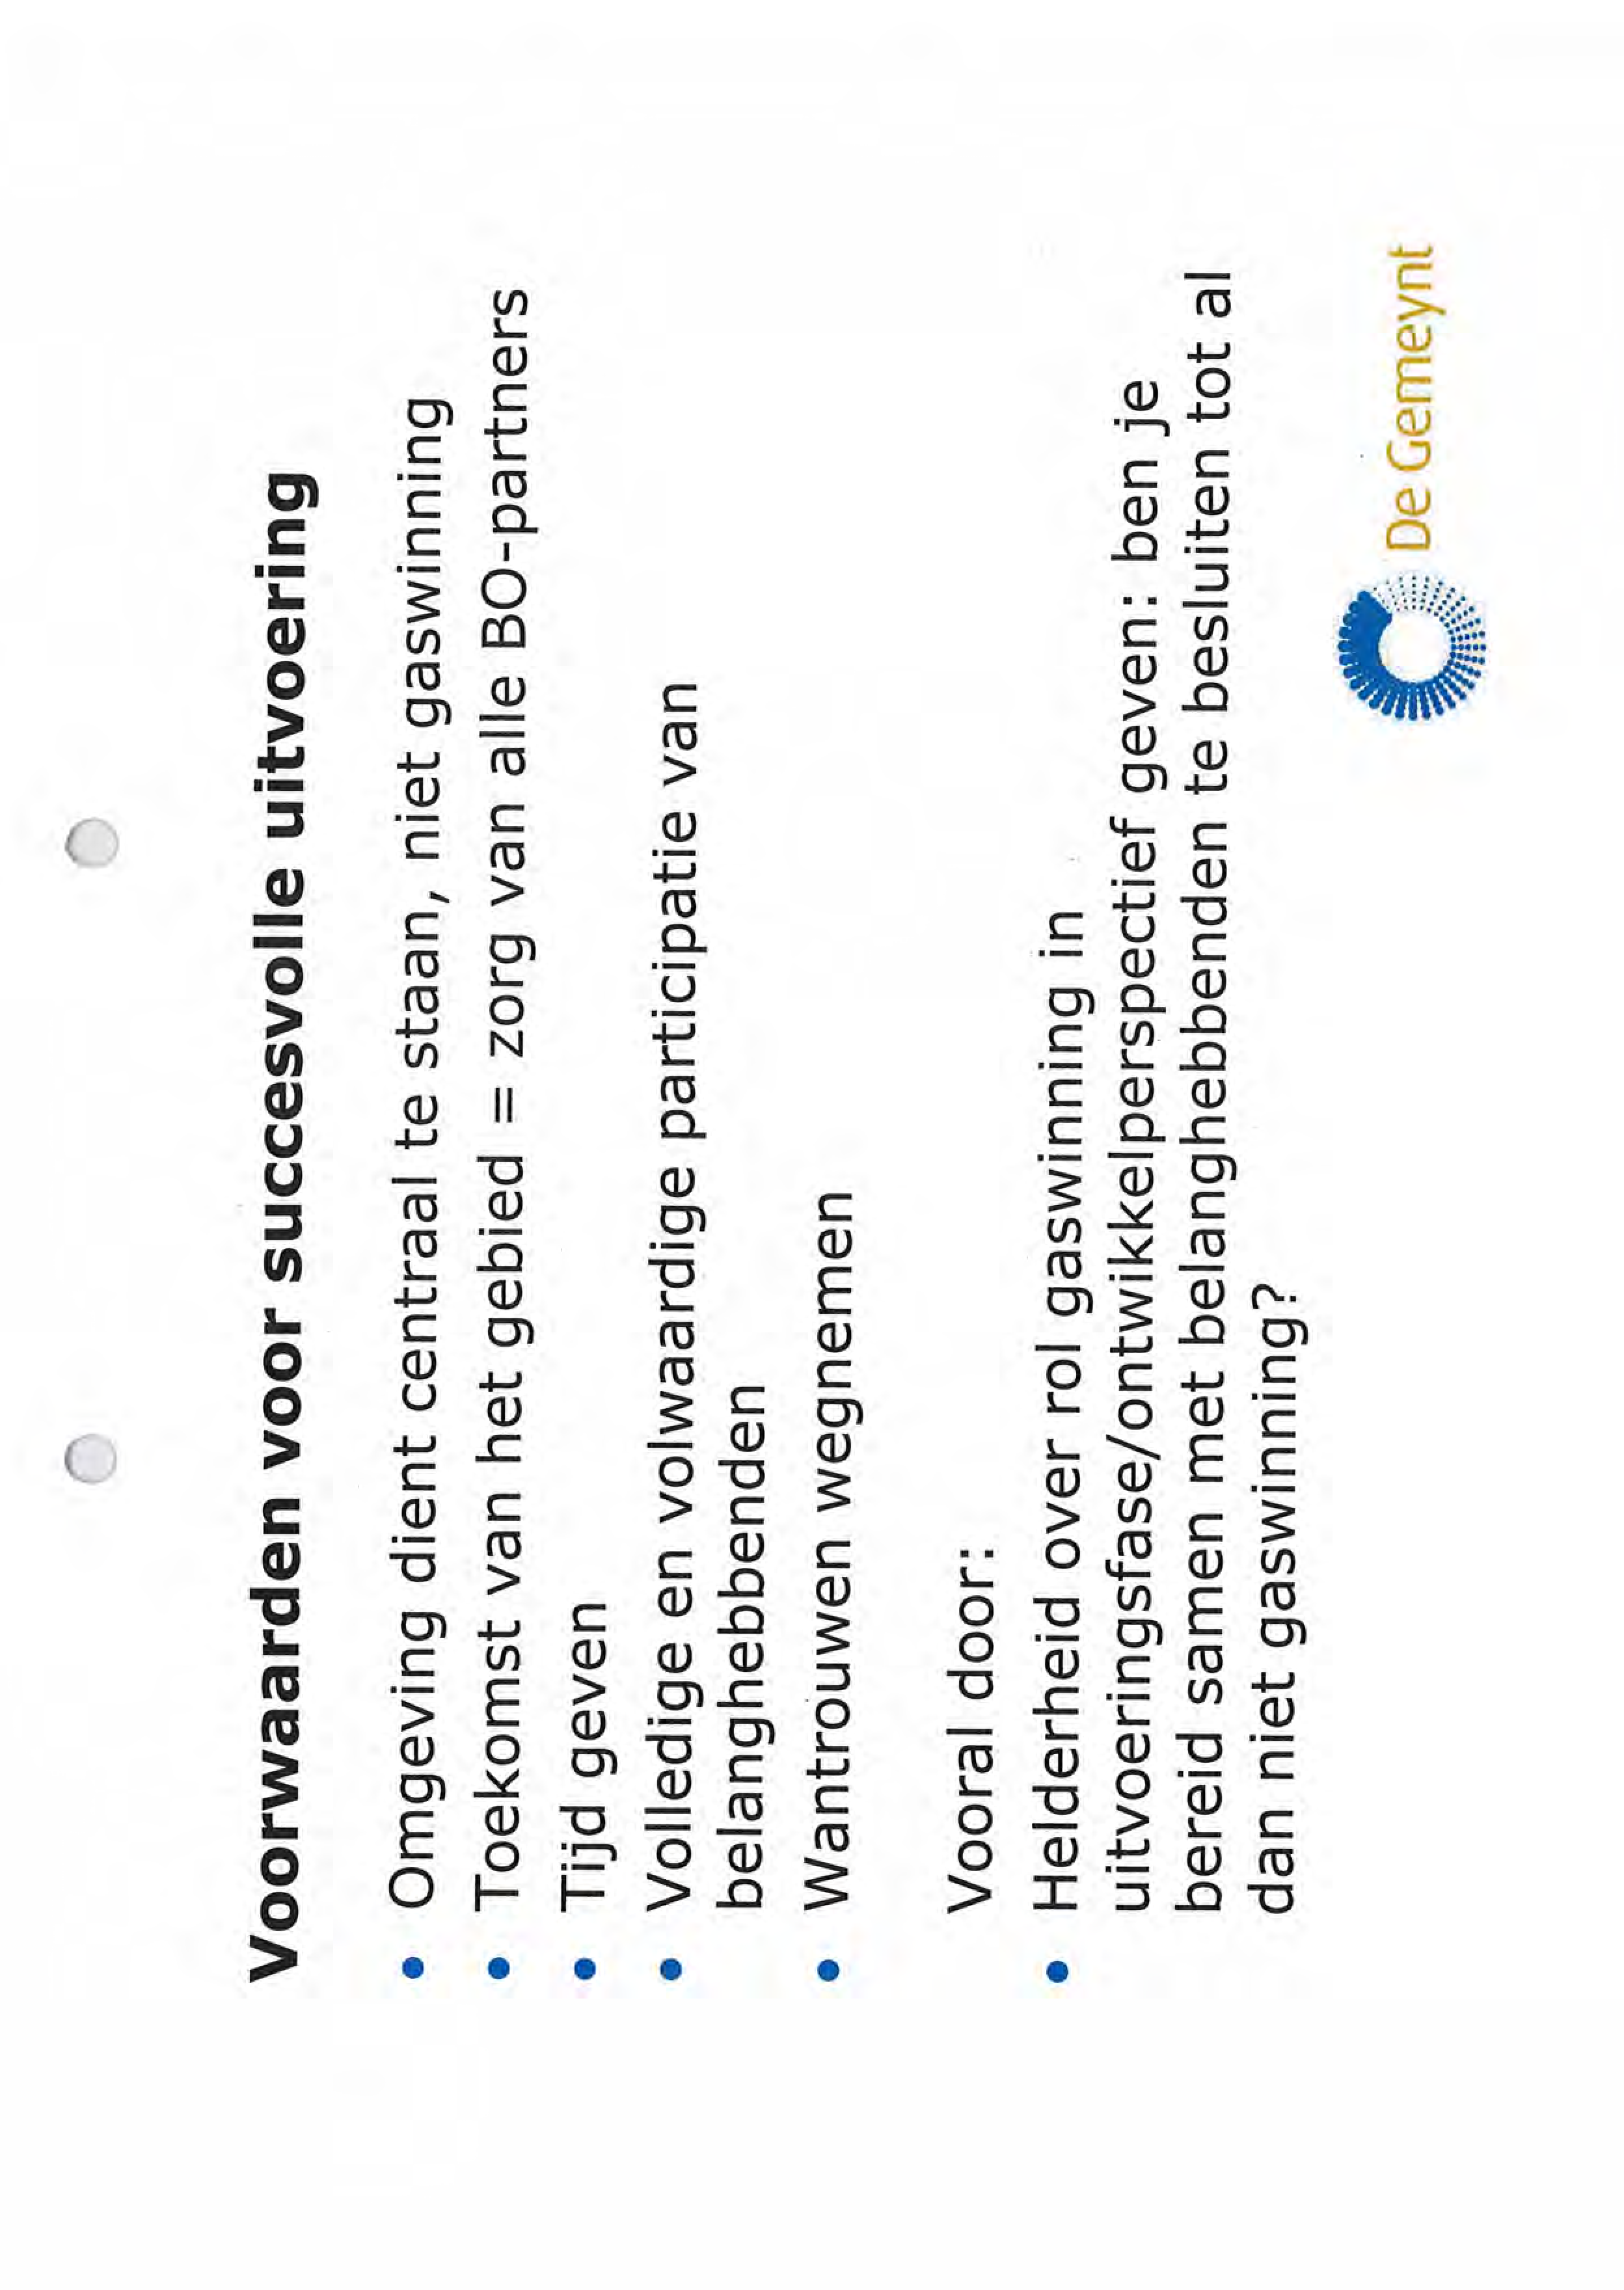 Voorwaarden voor succesvolle uitvoering
• Omgeving dient centraal te staan, niet gaswinning
• Toekomst van het gebied = zorg van alle BO-partners
• Tijd geven
• Volledige en volwaardige participatie van
belanghebbenden
• Wantrouwen wegnemen
Vooral door:
• Helderheid over rol gaswinning in
uitvoeringsfase/ontwikkelperspectief geven: ben je
bereid samen met belanghebbenden te besluiten tot al
dan niet gaswinning?
De Gemeynt